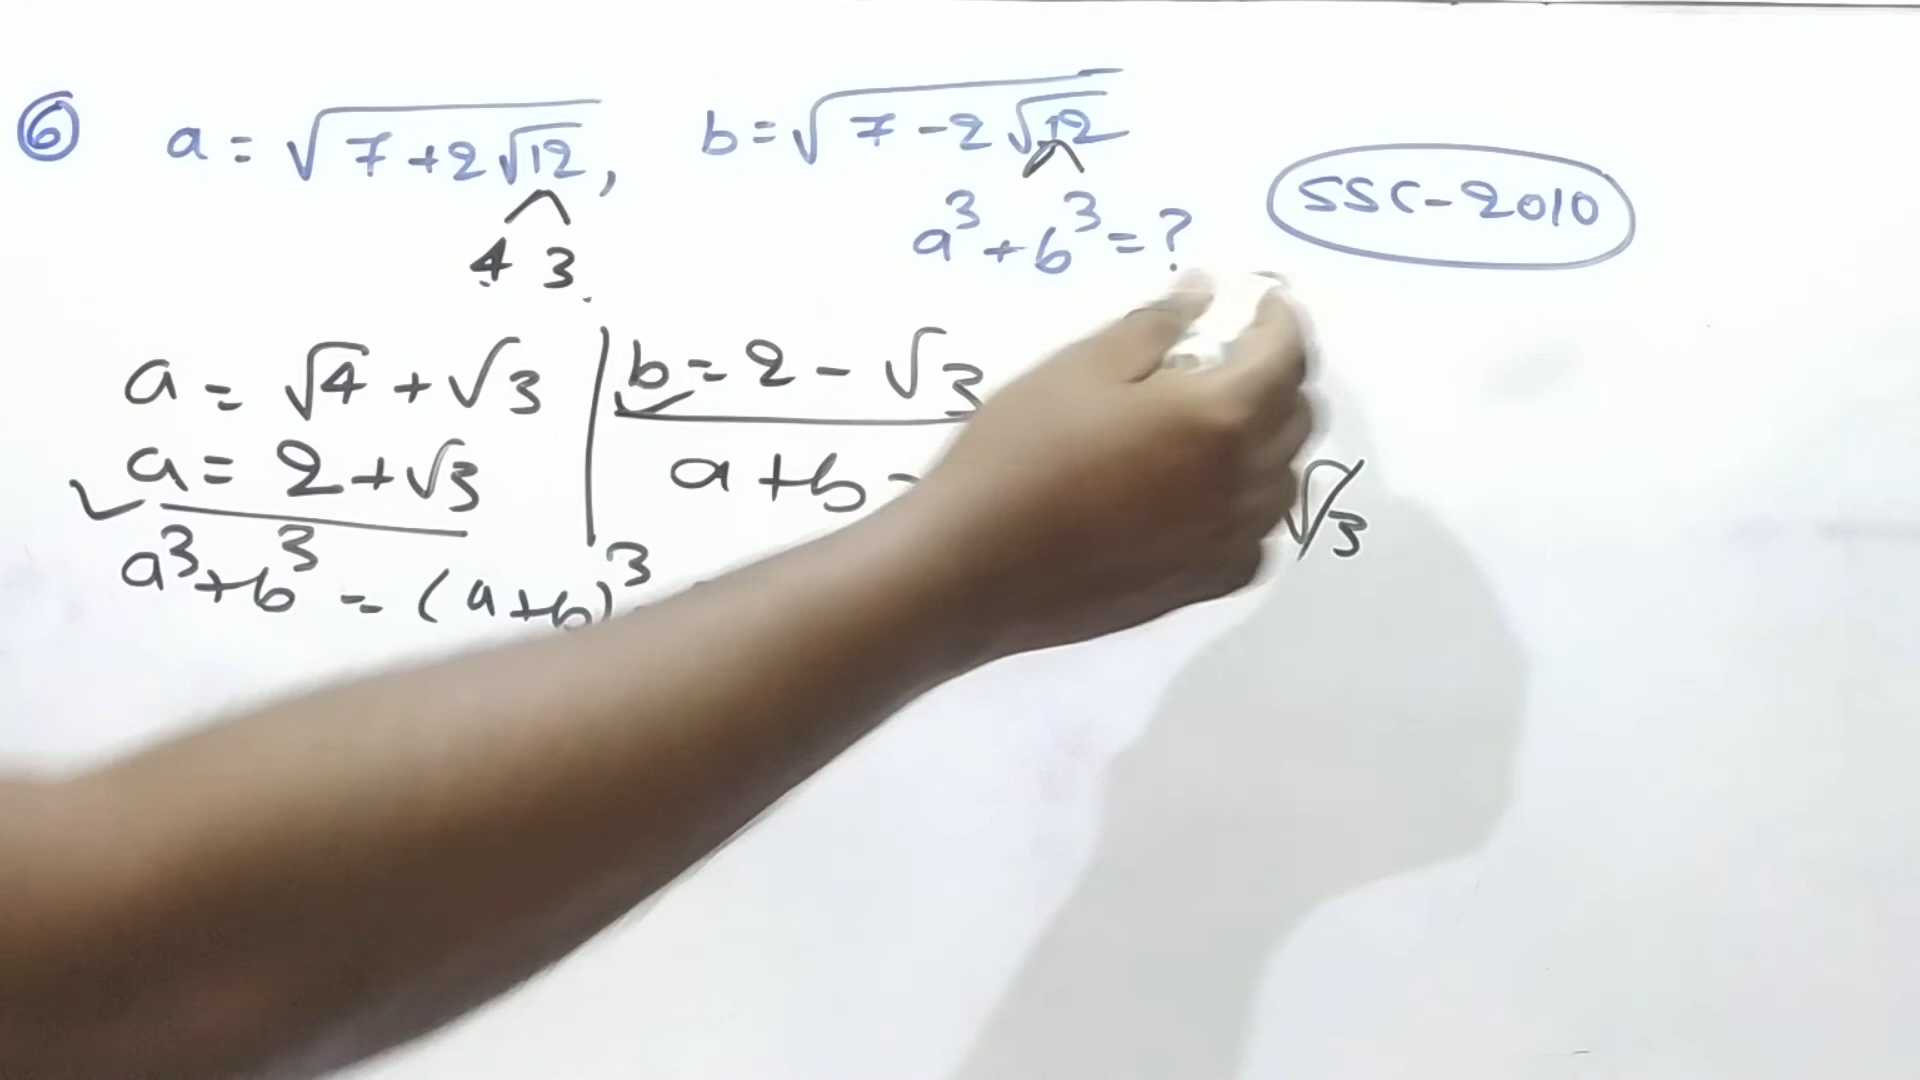 6 a = √(7+2√12), b = √(7-2√12)
4 3
a³+b³=? SSC-2010
a = √4+√3 b = 2-√3
a = 2+√3 a+b =
√3
a³+b³ = (a+b)³